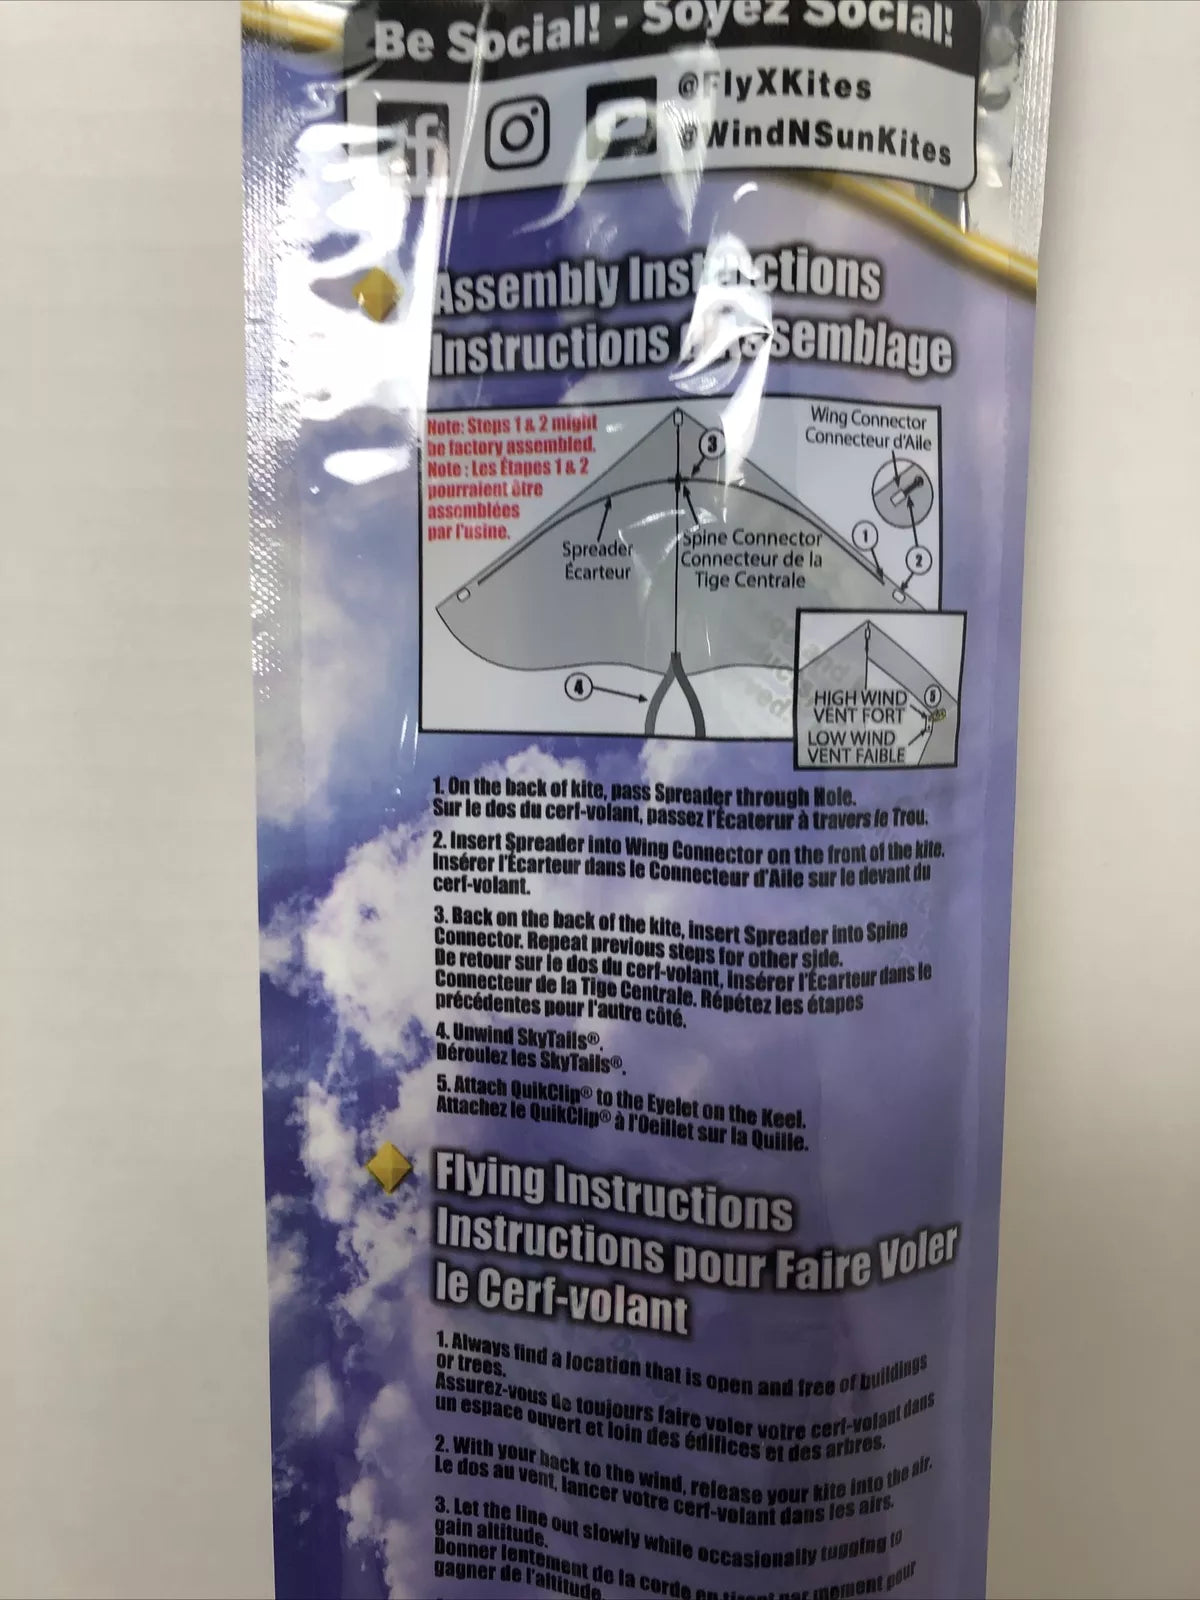 Be Social! - Soyez Social!
@FlyXKites
@WindNSunKites
Assembly Instructions
Instructions d'Assemblage
Note: Steps 1 & 2 might
be factory assembled.
Note : Les Étapes 1 & 2
pourraient être
assemblées
par l'usine.
Wing Connector
Connecteur d'Aile
3
Spreader
Écarteur
Spine Connector
Connecteur de la
Tige Centrale
1
2
4
5
HIGH WIND
VENT FORT
LOW WIND
VENT FAIBLE
1. On the back of kite, pass Spreader through Hole.
Sur le dos du cerf-volant, passez l'Écaterur à travers le Trou.
2. Insert Spreader into Wing Connector on the front of the kite.
Insérer l'Écarteur dans le Connecteur d'Aile sur le devant du
cerf-volant.
3. Back on the back of the kite, insert Spreader into Spine
Connector. Repeat previous steps for other side.
De retour sur le dos du cerf-volant, Insérer l'Écarteur dans le
Connecteur de la Tige Centrale. Répétez les étapes
précédentes pour l'autre côté.
4. Unwind SkyTails®.
Déroulez les SkyTails®.
5. Attach QuikClip® to the Eyelet on the Keel.
Attachez le QuikClip® à l'Oeillet sur la Quille.
Flying Instructions
Instructions pour Faire Voler
le Cerf-volant
1. Always find a location that is open and free of buildings
or trees.
Assurez-vous de toujours faire voler votre cerf-volant dans
un espace ouvert et loin des édifices et des arbres.
2. With your back to the wind, release your kite into the air.
Le dos au vent, lancer votre cerf-volant dans les airs.
3. Let the line out slowly while occasionally tugging to
gain altitude.
Donner lentement de la corde en tirant par moment pour
gagner de l'altitude.